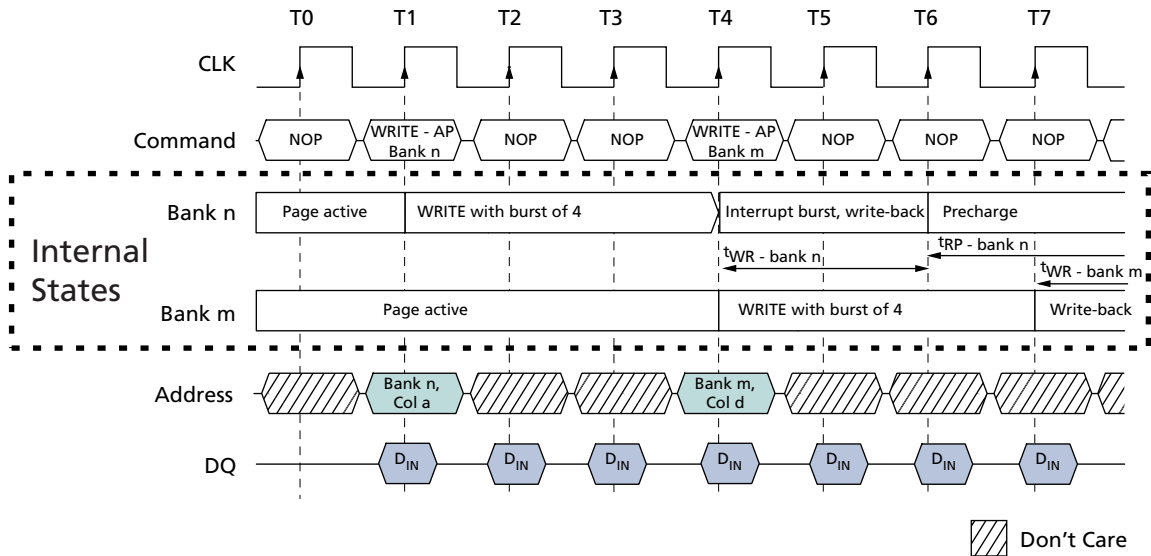 T0 T1 T2 T3 T4 T5 T6 T7
CLK
Command NOP WRITE - AP Bank n NOP NOP WRITE - AP Bank m NOP NOP NOP
Internal States
Bank n Page active WRITE with burst of 4 Interrupt burst, write-back Precharge
tWR - bank n tRP - bank n
tWR - bank m
Bank m Page active WRITE with burst of 4 Write-back
Address Bank n, Col a Bank m, Col d
DQ DIN DIN DIN DIN DIN DIN DIN
Don't Care